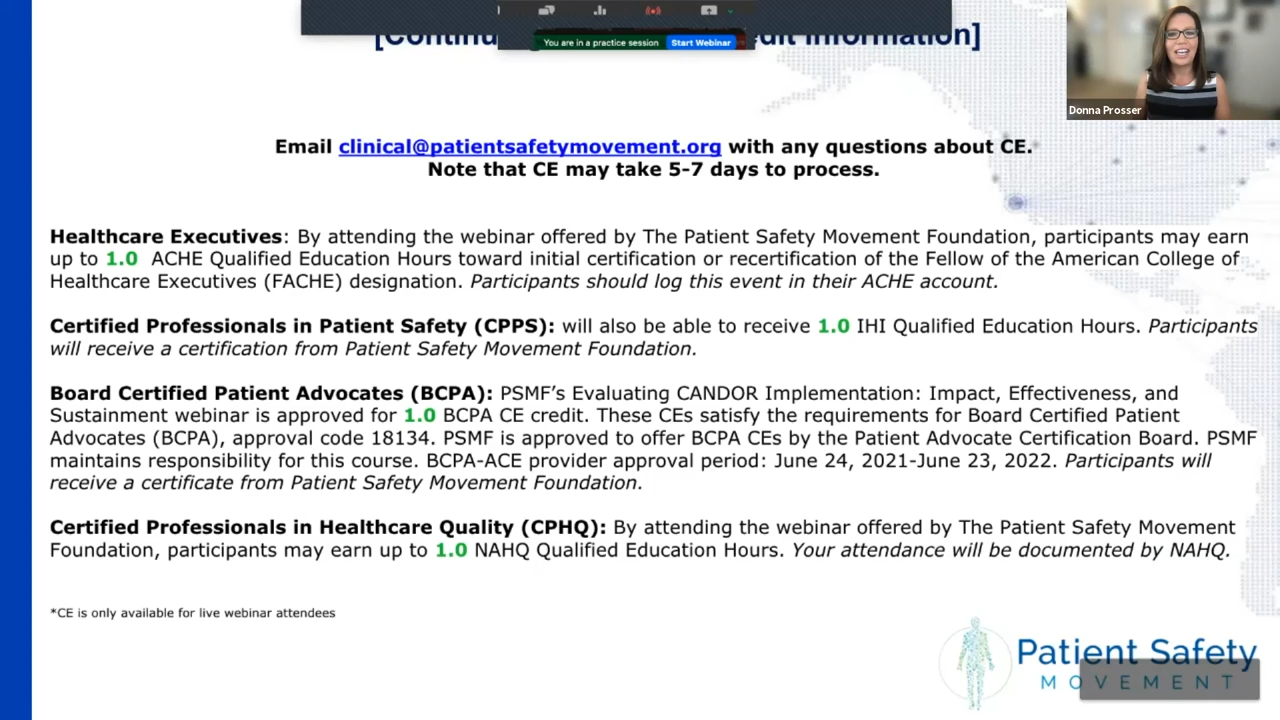 You are in a practice session Start Webinar
[Contin edit Information]
Donna Prosser
Email clinical@patientsafetymovement.org with any questions about CE.
Note that CE may take 5-7 days to process.
Healthcare Executives: By attending the webinar offered by The Patient Safety Movement Foundation, participants may earn
up to 1.0 ACHE Qualified Education Hours toward initial certification or recertification of the Fellow of the American College of
Healthcare Executives (FACHE) designation. Participants should log this event in their ACHE account.
Certified Professionals in Patient Safety (CPPS): will also be able to receive 1.0 IHI Qualified Education Hours. Participants
will receive a certification from Patient Safety Movement Foundation.
Board Certified Patient Advocates (BCPA): PSMF's Evaluating CANDOR Implementation: Impact, Effectiveness, and
Sustainment webinar is approved for 1.0 BCPA CE credit. These CEs satisfy the requirements for Board Certified Patient
Advocates (BCPA), approval code 18134. PSMF is approved to offer BCPA CEs by the Patient Advocate Certification Board. PSMF
maintains responsibility for this course. BCPA-ACE provider approval period: June 24, 2021-June 23, 2022. Participants will
receive a certificate from Patient Safety Movement Foundation.
Certified Professionals in Healthcare Quality (CPHQ): By attending the webinar offered by The Patient Safety Movement
Foundation, participants may earn up to 1.0 NAHQ Qualified Education Hours. Your attendance will be documented by NAHQ.
*CE is only available for live webinar attendees
Patient Safety
MOVEMENT